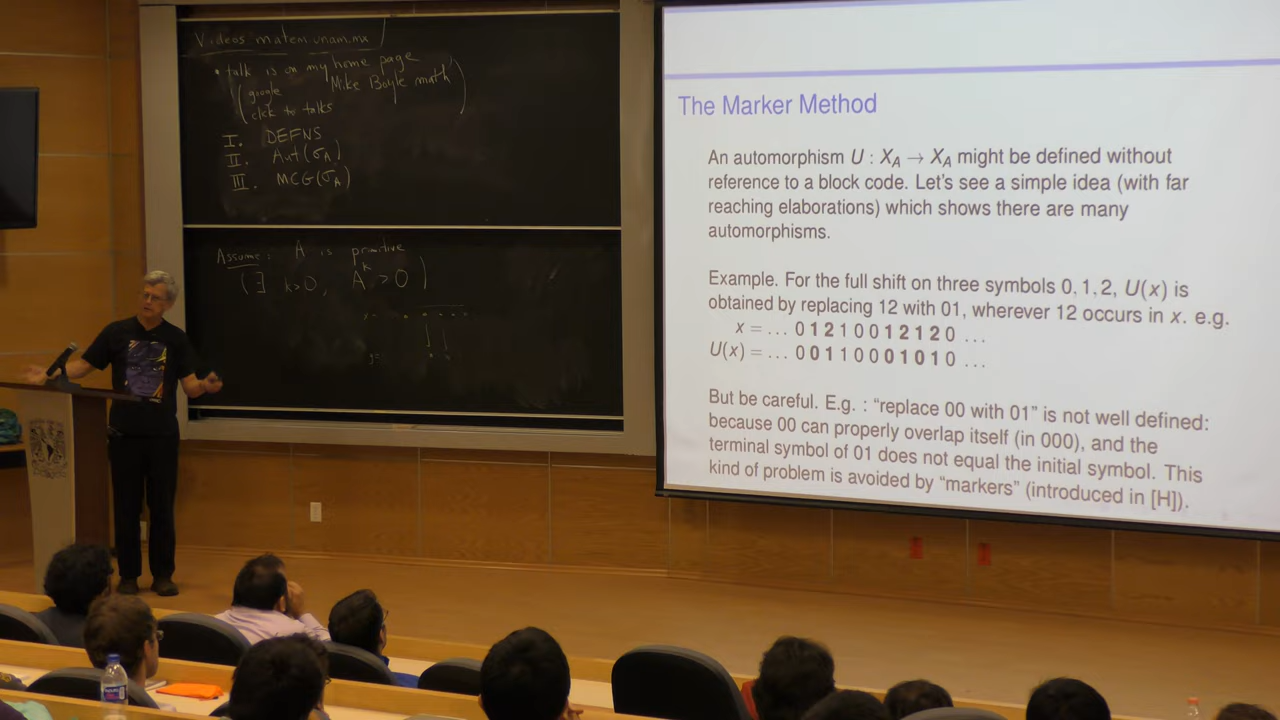 Videos matem.unam.mx
• talk is on my home page
(google Mike Boyle math)
click to talks
I. DEFNS
II. Aut(σ_A)
III. MCG(σ_A)
Assume: A is primitive
(∃ k>0, A^k > 0)
x=
y=
The Marker Method
An automorphism U : X_A → X_A might be defined without
reference to a block code. Let's see a simple idea (with far
reaching elaborations) which shows there are many
automorphisms.
Example. For the full shift on three symbols 0, 1, 2, U(x) is
obtained by replacing 12 with 01, wherever 12 occurs in x. e.g.
x = ... 0 1 2 1 0 0 1 2 1 2 0 ...
U(x) = ... 0 0 1 1 0 0 0 1 0 1 0 ...
But be careful. E.g. : “replace 00 with 01” is not well defined:
because 00 can properly overlap itself (in 000), and the
terminal symbol of 01 does not equal the initial symbol. This
kind of problem is avoided by “markers” (introduced in [H]).